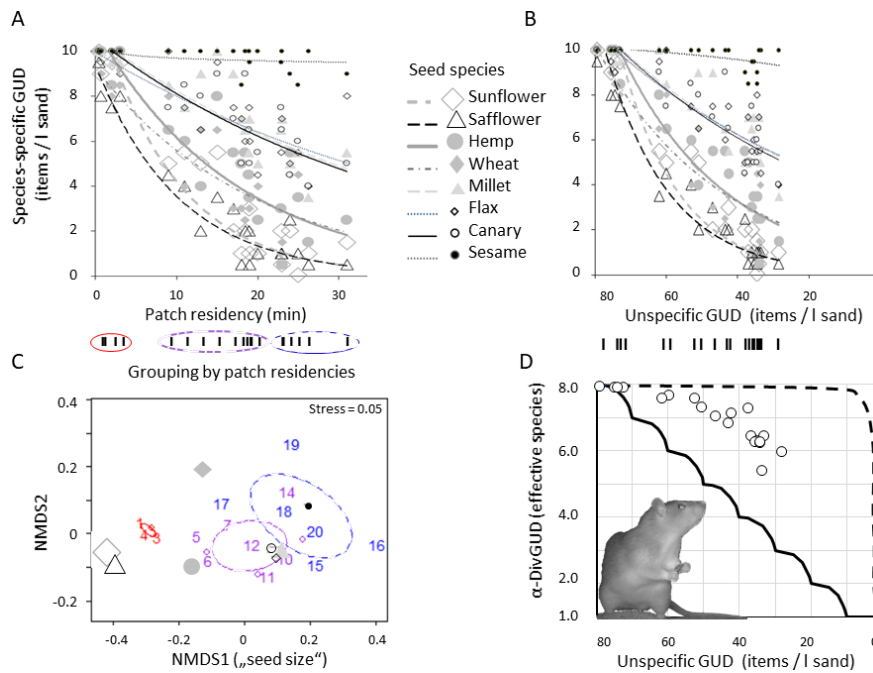 A
B
10
8
6
4
2
0
Species-specific GUD
(items / l sand)
0
10
20
30
Patch residency (min)
Seed species
Sunflower
Safflower
Hemp
Wheat
Millet
Flax
Canary
Sesame
10
8
6
4
2
0
80
60
40
20
Unspecific GUD (items / l sand)
Grouping by patch residencies
C
Stress = 0.05
0.4
0.2
0
-0.2
NMDS2
19
14
17
18
7
5
20
12
16
6
10
15
11
1
3
4
-0.4
-0.2
0
0.2
0.4
NMDS1 („seed size“)
D
8.0
6.0
4.0
2.0
1.0
α-DivGUD (effective species)
80
60
40
20
Unspecific GUD (items / l sand)